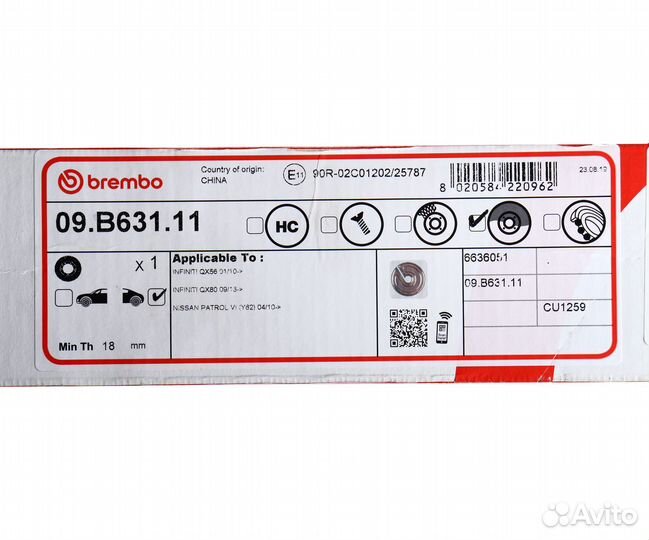 brembo
Country of origin:
CHINA
E11
90R-02C01202/25787
8 020584 220962
23.08.19
09.B631.11
HC
x 1
Min Th 18 mm
Applicable To :
INFINITI QX56 01/10->
INFINITI QX80 09/13->
NISSAN PATROL VI (Y62) 04/10->
6636051
09.B631.11
CU1259
Avito